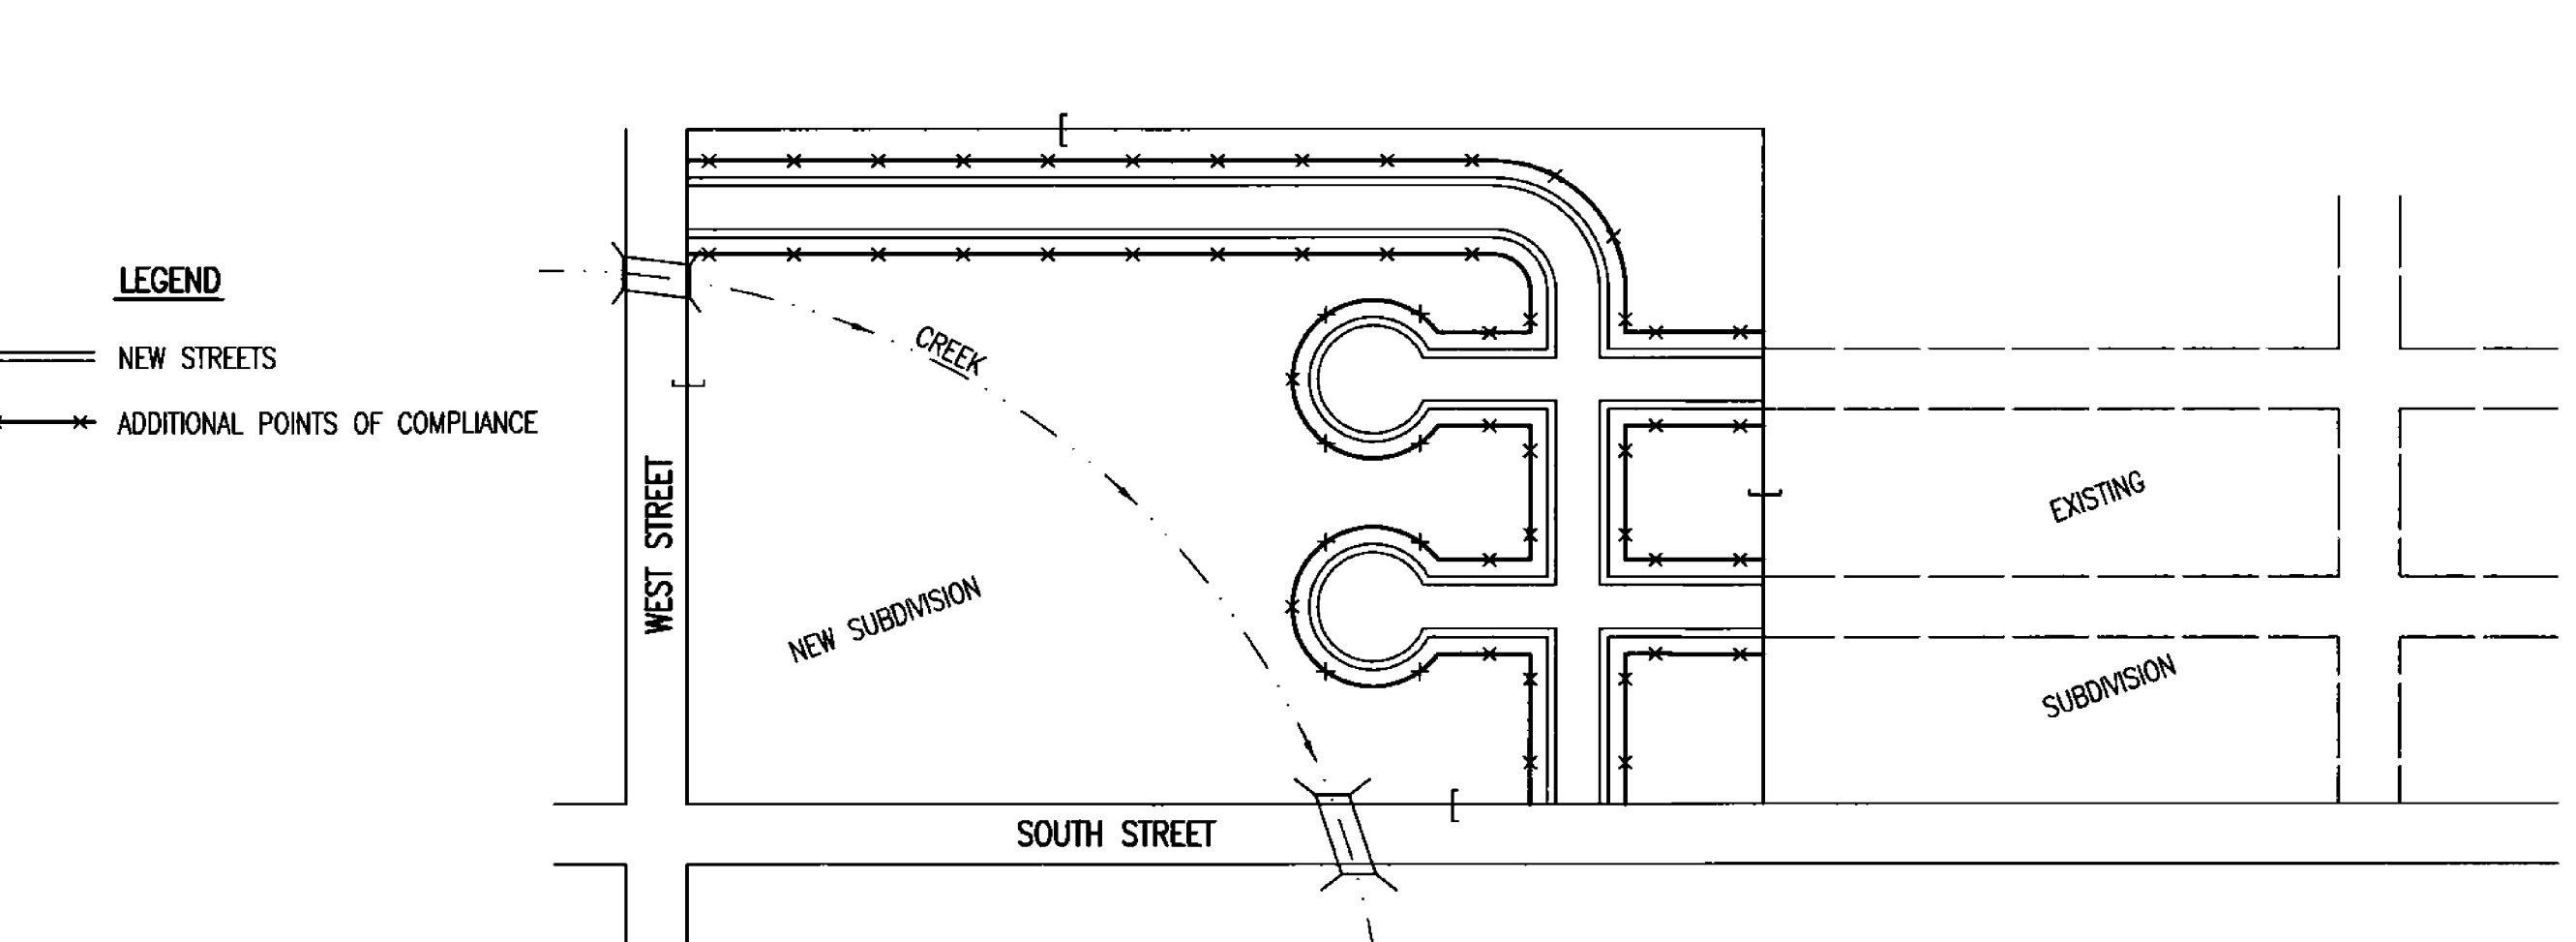 LEGEND
NEW STREETS
ADDITIONAL POINTS OF COMPLIANCE
WEST STREET
CREEK
NEW SUBDIVISION
SOUTH STREET
EXISTING
SUBDIVISION